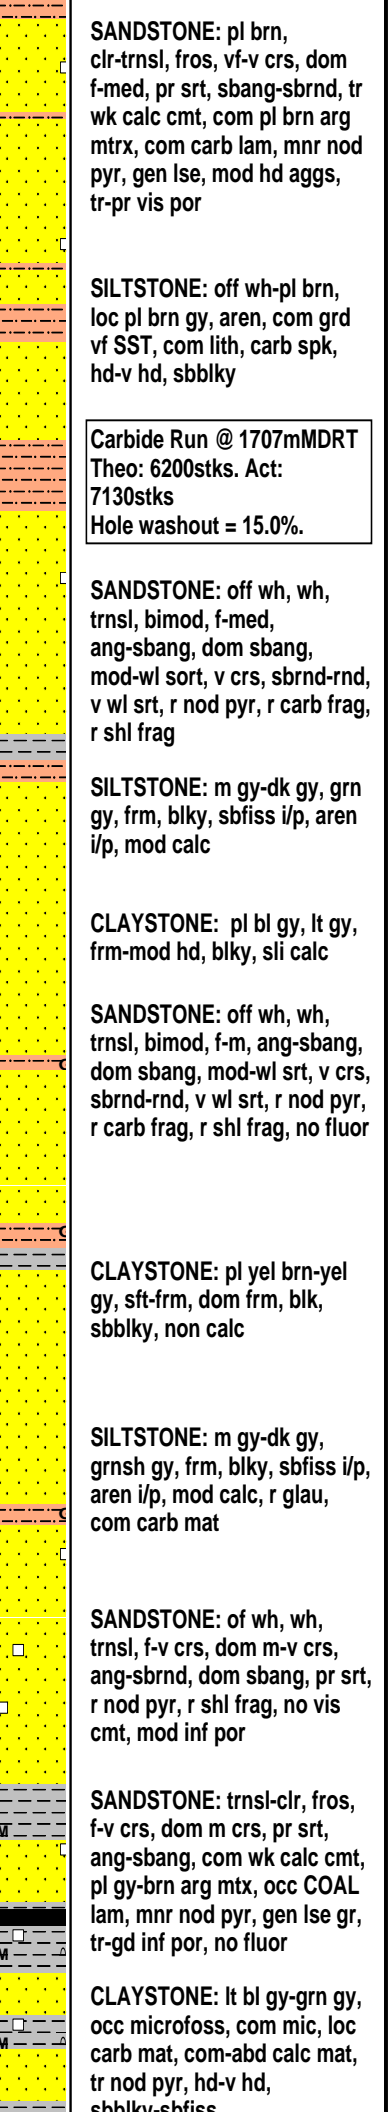 SANDSTONE: pl brn,
clr-trnsl, fros, vf-v crs, dom
f-med, pr srt, sbang-sbrnd, tr
wk calc cmt, com pl brn arg
mtrx, com carb lam, mnr nod
pyr, gen lse, mod hd aggs,
tr-pr vis por
SILTSTONE: off wh-pl brn,
loc pl brn gy, aren, com grd
vf SST, com lith, carb spk,
hd-v hd, sbblky
Carbide Run @ 1707mMDRT
Theo: 6200stks. Act:
7130stks
Hole washout = 15.0%.
SANDSTONE: off wh, wh,
trnsl, bimod, f-med,
ang-sbang, dom sbang,
mod-wl sort, v crs, sbrnd-rnd,
v wl srt, r nod pyr, r carb frag,
r shl frag
SILTSTONE: m gy-dk gy, grn
gy, frm, blky, sbfiss i/p, aren
i/p, mod calc
CLAYSTONE: pl bl gy, lt gy,
frm-mod hd, blky, sli calc
SANDSTONE: off wh, wh,
trnsl, bimod, f-m, ang-sbang,
dom sbang, mod-wl srt, v crs,
sbrnd-rnd, v wl srt, r nod pyr,
r carb frag, r shl frag, no fluor
CLAYSTONE: pl yel brn-yel
gy, sft-frm, dom frm, blk,
sbblky, non calc
SILTSTONE: m gy-dk gy,
grnsh gy, frm, blky, sbfiss i/p,
aren i/p, mod calc, r glau,
com carb mat
SANDSTONE: of wh, wh,
trnsl, f-v crs, dom m-v crs,
ang-sbrnd, dom sbang, pr srt,
r nod pyr, r shl frag, no vis
cmt, mod inf por
SANDSTONE: trnsl-clr, fros,
f-v crs, dom m crs, pr srt,
ang-sbang, com wk calc cmt,
pl gy-brn arg mtx, occ COAL
lam, mnr nod pyr, gen lse gr,
tr-gd inf por, no fluor
M
M
M
CLAYSTONE: lt bl gy-grn gy,
occ microfoss, com mic, loc
carb mat, com-abd calc mat,
tr nod pyr, hd-v hd,
sbblky-sbfiss